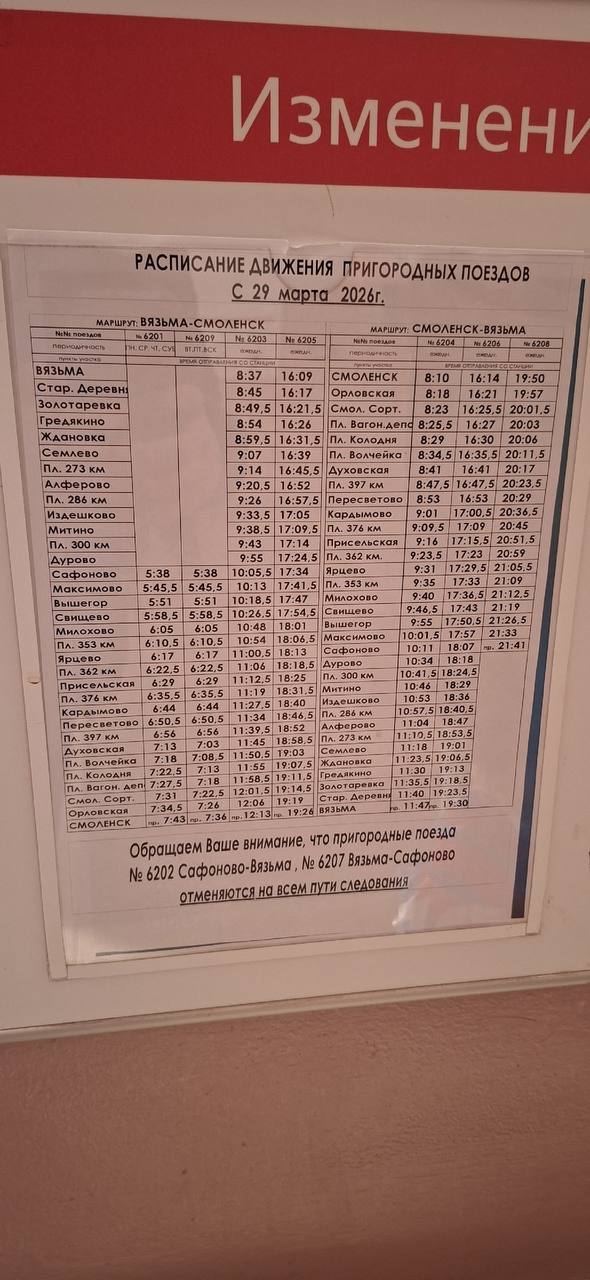 Изменени
РАСПИСАНИЕ ДВИЖЕНИЯ ПРИГОРОДНЫХ ПОЕЗДОВ
С 29 марта 2026г.
МАРШРУТ: ВЯЗЬМА-СМОЛЕНСК
№№ поездов № 6201 № 6209 № 6203 № 6205
периодичность ПН, СР, ЧТ, СУБ ВТ,ПТ,ВСК ежедн. ежедн.
пункты участка ВРЕМЯ ОТПРАВЛЕНИЯ СО СТАНЦИИ
ВЯЗЬМА 8:37 16:09
Стар. Деревн 8:45 16:17
Золотаревка 8:49,5 16:21,5
Гредякино 8:54 16:26
Ждановка 8:59,5 16:31,5
Семлево 9:07 16:39
Пл. 273 км 9:14 16:45,5
Алферово 9:20,5 16:52
Пл. 286 км 9:26 16:57,5
Издешково 9:33,5 17:05
Митино 9:38,5 17:09,5
Пл. 300 км 9:43 17:14
Дурово 9:55 17:24,5
Сафоново 5:38 5:38 10:05,5 17:34
Максимово 5:45,5 5:45,5 10:13 17:41,5
Вышегор 5:51 5:51 10:18,5 17:47
Свищево 5:58,5 5:58,5 10:26,5 17:54,5
Милохово 6:05 6:05 10:48 18:01
Пл. 353 км 6:10,5 6:10,5 10:54 18:06,5
Ярцево 6:17 6:17 11:00,5 18:13
Пл. 362 км 6:22,5 6:22,5 11:06 18:18,5
Присельская 6:29 6:29 11:12,5 18:25
Пл. 376 км 6:35,5 6:35,5 11:19 18:31,5
Кардымово 6:44 6:44 11:27,5 18:40
Пересветово 6:50,5 6:50,5 11:34 18:46,5
Пл. 397 км 6:56 6:56 11:39,5 18:52
Духовская 7:13 7:03 11:45 18:58,5
Пл. Волчейка 7:18 7:08,5 11:50,5 19:03
Пл. Колодня 7:22,5 7:13 11:55 19:07,5
Пл. Вагон. деп 7:27,5 7:18 11:58,5 19:11,5
Смол. Сорт. 7:31 7:22,5 12:01,5 19:14,5
Орловская 7:34,5 7:26 12:06 19:19
СМОЛЕНСК пр. 7:43 пр. 7:36 пр. 12:13 пр. 19:26
МАРШРУТ: СМОЛЕНСК-ВЯЗЬМА
№№ поездов № 6204 № 6206 № 6208
периодичность ежедн. ежедн. ежедн.
пункты участка ВРЕМЯ ОТПРАВЛЕНИЯ СО СТАНЦИИ
СМОЛЕНСК 8:10 16:14 19:50
Орловская 8:18 16:21 19:57
Смол. Сорт. 8:23 16:25,5 20:01,5
Пл. Вагон.депс 8:25,5 16:27 20:03
Пл. Колодня 8:29 16:30 20:06
Пл. Волчейка 8:34,5 16:35,5 20:11,5
Духовская 8:41 16:41 20:17
Пл. 397 км 8:47,5 16:47,5 20:23,5
Пересветово 8:53 16:53 20:29
Кардымово 9:01 17:00,5 20:36,5
Пл. 376 км 9:09,5 17:09 20:45
Присельская 9:16 17:15,5 20:51,5
Пл. 362 км. 9:23,5 17:23 20:59
Ярцево 9:31 17:29,5 21:05,5
Пл. 353 км 9:35 17:33 21:09
Милохово 9:40 17:36,5 21:12,5
Свищево 9:46,5 17:43 21:19
Вышегор 9:55 17:50,5 21:26,5
Максимово 10:01,5 17:57 21:33
Сафоново 10:11 18:07 пр. 21:41
Дурово 10:34 18:18
Пл. 300 км 10:41,5 18:24,5
Митино 10:46 18:29
Издешково 10:53 18:36
Пл. 286 км 10:57,5 18:40,5
Алферово 11:04 18:47
Пл. 273 км 11:10,5 18:53,5
Семлево 11:18 19:01
Ждановка 11:23,5 19:06,5
Гредякино 11:30 19:13
Золотаревка 11:35,5 19:18,5
Стар. Деревн 11:40 19:23,5
ВЯЗЬМА пр. 11:47 пр. 19:30
Обращаем Ваше внимание, что пригородные поезда
№ 6202 Сафоново-Вязьма , № 6207 Вязьма-Сафоново
отменяются на всем пути следования